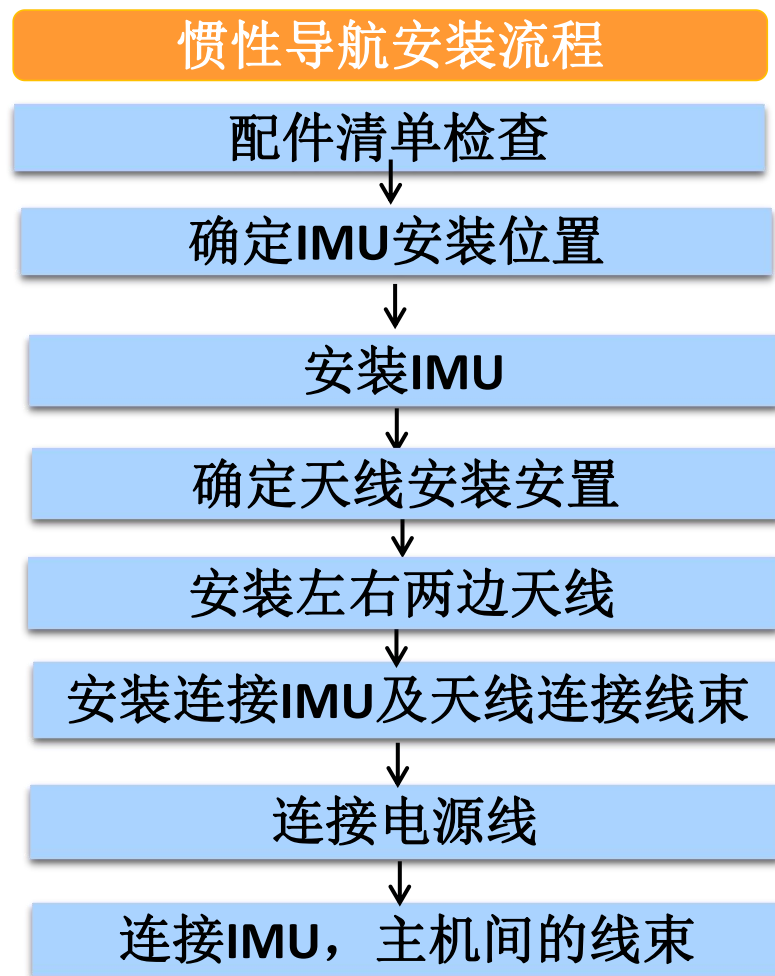 惯性导航安装流程
配件清单检查
确定IMU安装位置
安装IMU
确定天线安装安置
安装左右两边天线
安装连接IMU及天线连接线束
连接电源线
连接IMU，主机间的线束